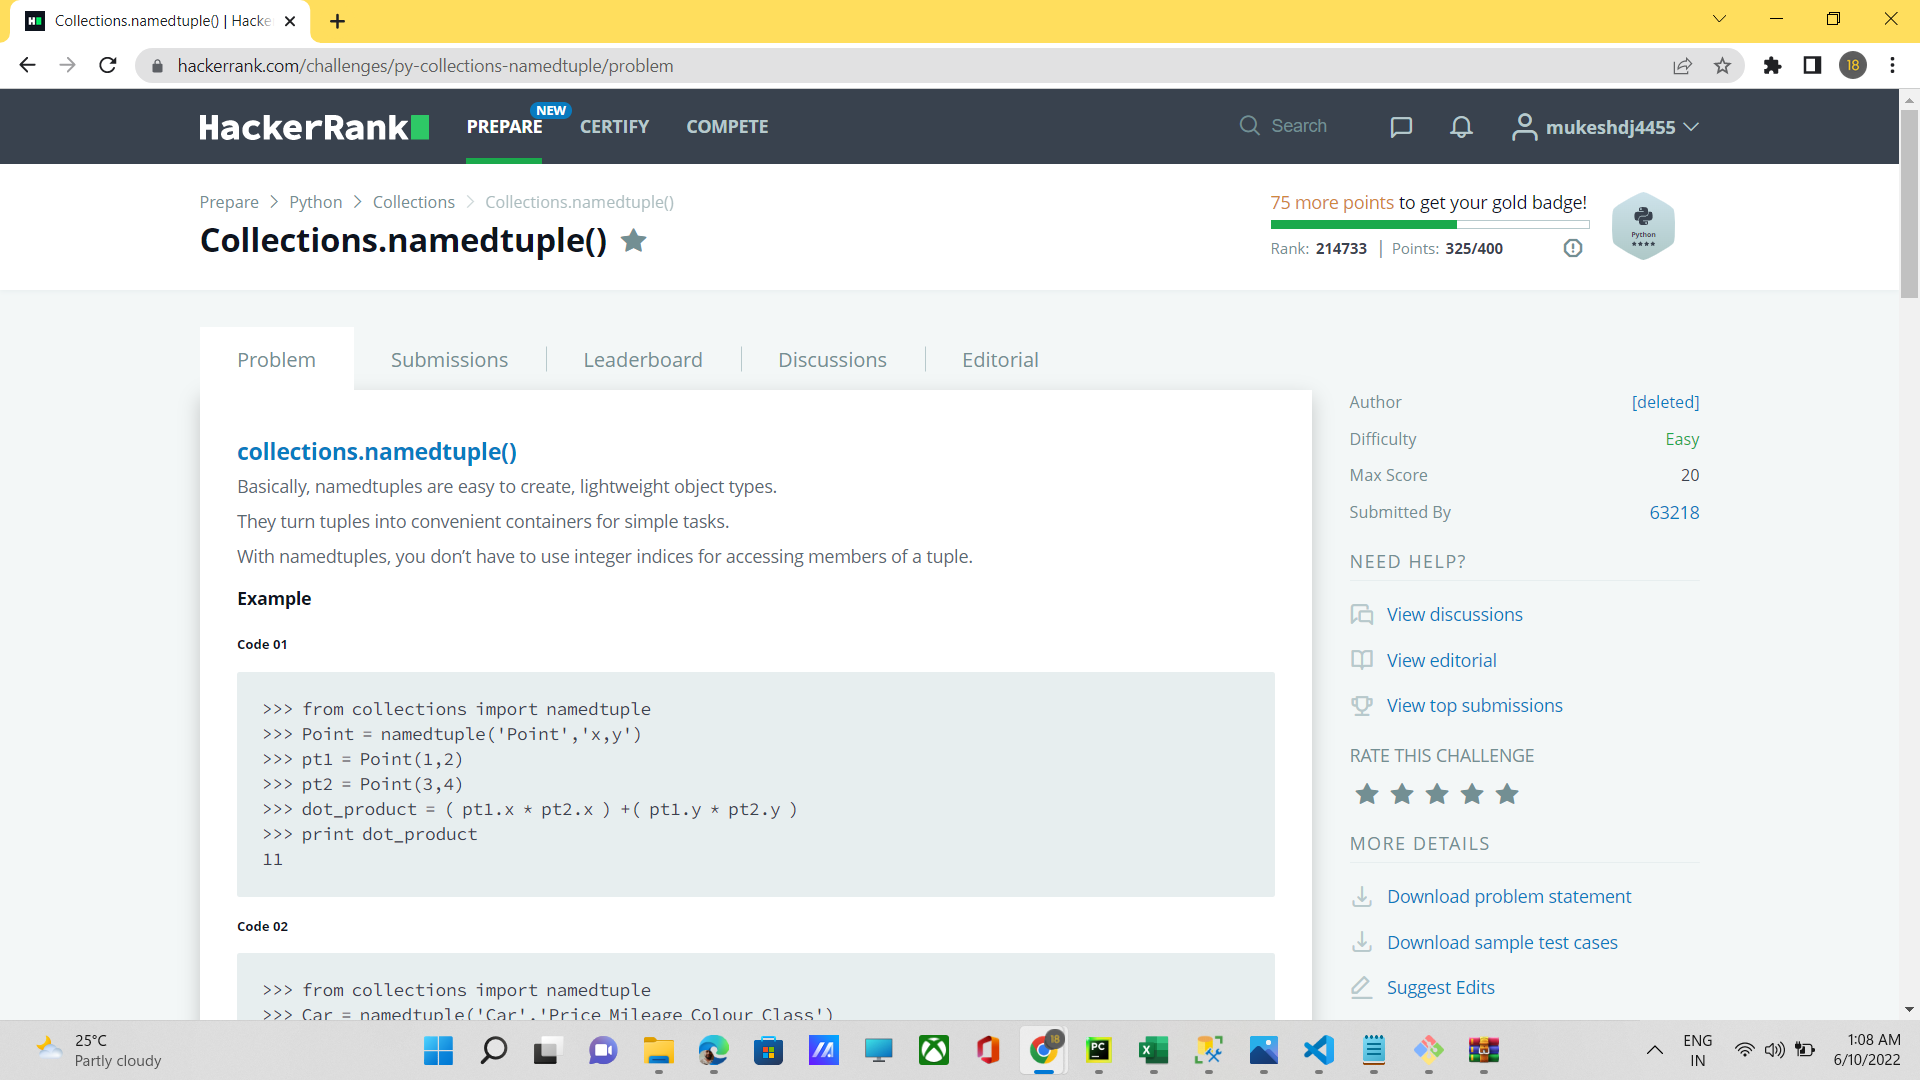 Collections.namedtuple() | Hacke
hackerrank.com/challenges/py-collections-namedtuple/problem
18
HackerRank
PREPARE
NEW
CERTIFY
COMPETE
Search
mukeshdj4455
Prepare > Python > Collections > Collections.namedtuple()
Collections.namedtuple()
75 more points to get your gold badge!
Rank: 214733 | Points: 325/400
Python
Problem
Submissions
Leaderboard
Discussions
Editorial
collections.namedtuple()
Basically, namedtuples are easy to create, lightweight object types.
They turn tuples into convenient containers for simple tasks.
With namedtuples, you don’t have to use integer indices for accessing members of a tuple.
Example
Code 01
>>> from collections import namedtuple
>>> Point = namedtuple('Point','x,y')
>>> pt1 = Point(1,2)
>>> pt2 = Point(3,4)
>>> dot_product = ( pt1.x * pt2.x ) +( pt1.y * pt2.y )
>>> print dot_product
11
Code 02
>>> from collections import namedtuple
>>> Car = namedtuple('Car','Price Mileage Colour Class')
Author [deleted]
Difficulty Easy
Max Score 20
Submitted By 63218
NEED HELP?
View discussions
View editorial
View top submissions
RATE THIS CHALLENGE
MORE DETAILS
Download problem statement
Download sample test cases
Suggest Edits
25°C
Partly cloudy
18
PC
ENG
IN
1:08 AM
6/10/2022